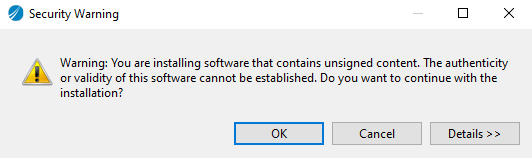 Security Warning
Warning: You are installing software that contains unsigned content. The authenticity
or validity of this software cannot be established. Do you want to continue with the
installation?
OK
Cancel
Details >>